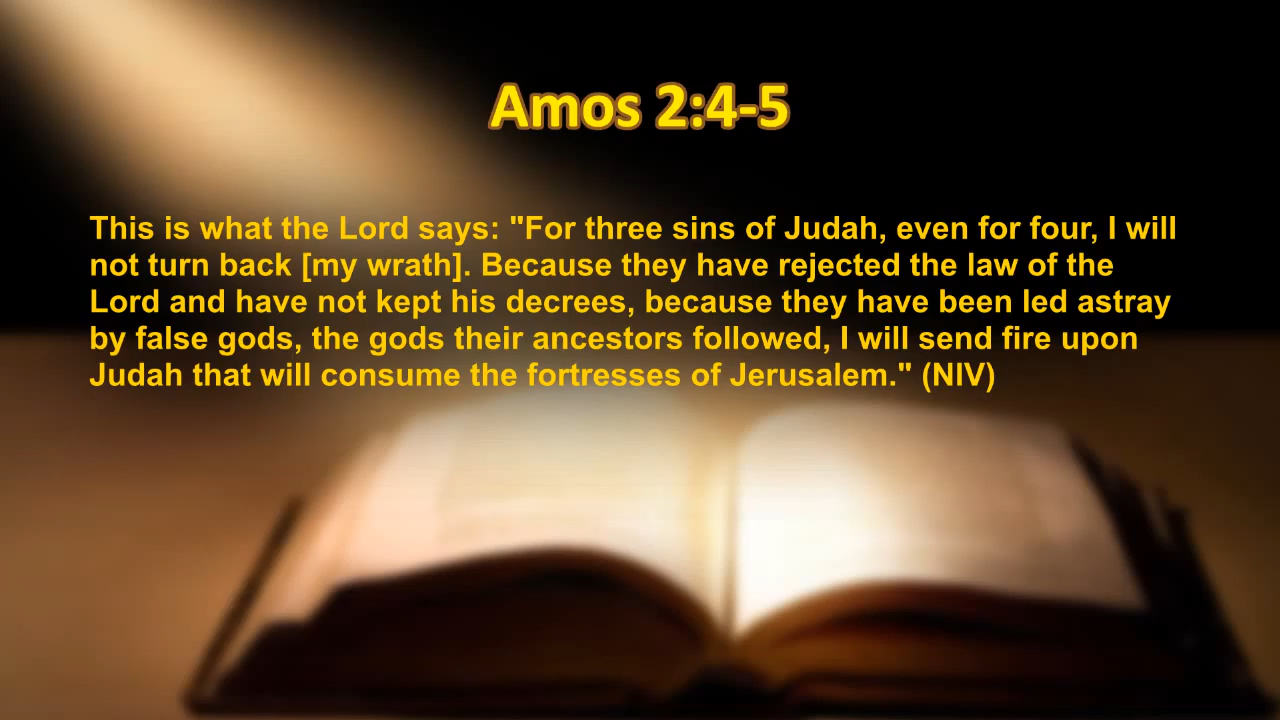 Amos 2:4-5
This is what the Lord says: "For three sins of Judah, even for four, I will
not turn back [my wrath]. Because they have rejected the law of the
Lord and have not kept his decrees, because they have been led astray
by false gods, the gods their ancestors followed, I will send fire upon
Judah that will consume the fortresses of Jerusalem." (NIV)